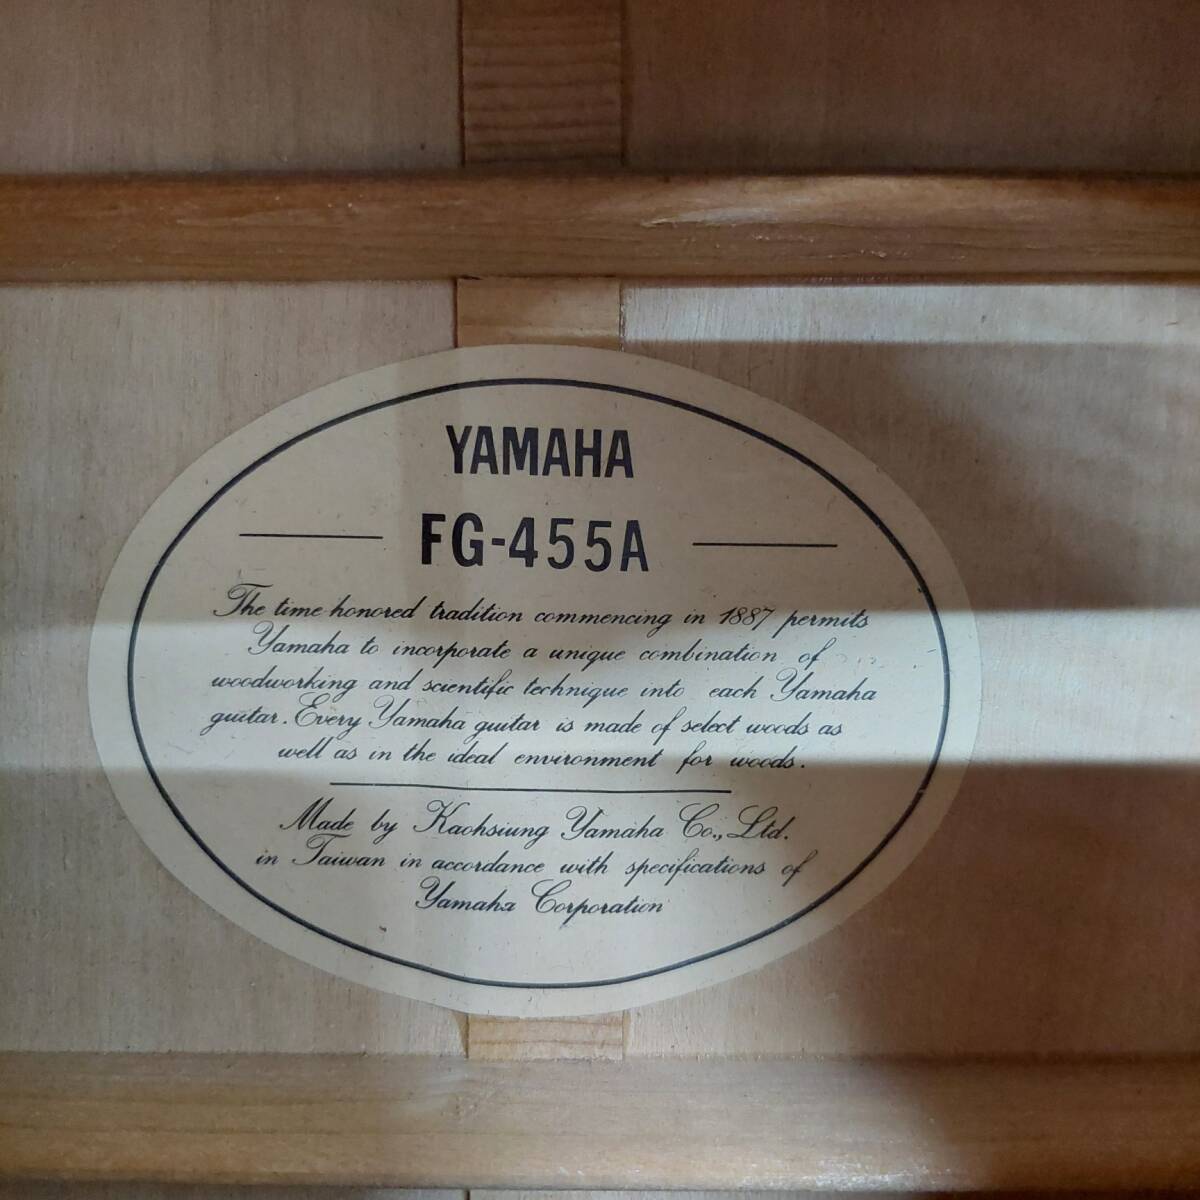 YAMAHA
FG-455A
The time honored tradition commencing in 1887 permits
Yamaha to incorporate a unique combination of
woodworking and scientific technique into each Yamaha
guitar. Every Yamaha guitar is made of select woods as
well as in the ideal environment for woods.
Made by Kaohsiung Yamaha Co., Ltd.
in Taiwan in accordance with specifications of
Yamaha Corporation